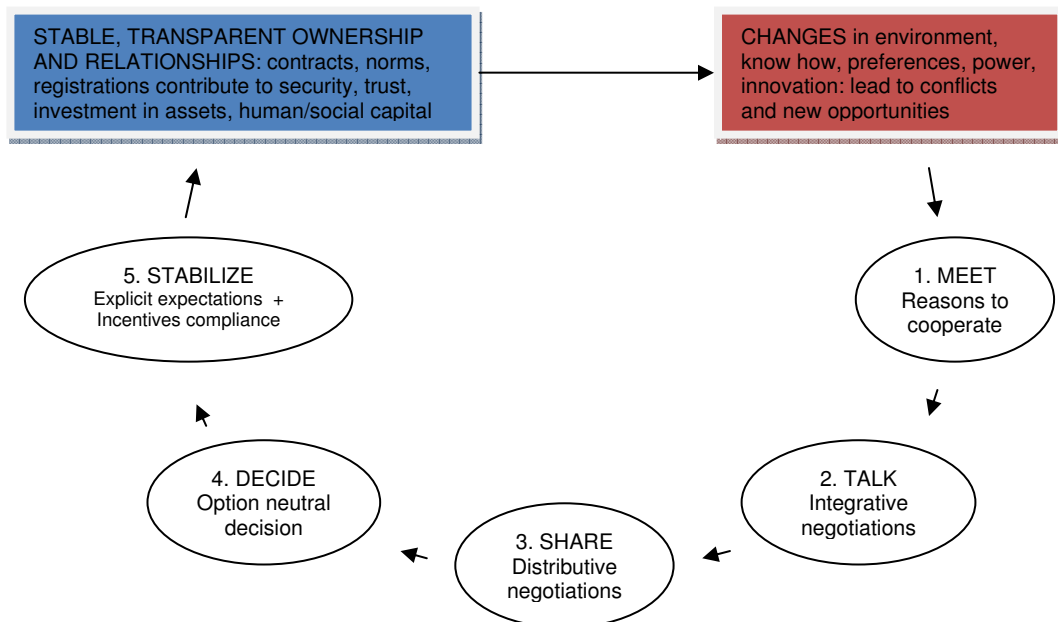 STABLE, TRANSPARENT OWNERSHIP
AND RELATIONSHIPS: contracts, norms,
registrations contribute to security, trust,
investment in assets, human/social capital
CHANGES in environment,
know how, preferences, power,
innovation: lead to conflicts
and new opportunities
1. MEET
Reasons to
cooperate
2. TALK
Integrative
negotiations
3. SHARE
Distributive
negotiations
4. DECIDE
Option neutral
decision
5. STABILIZE
Explicit expectations +
Incentives compliance